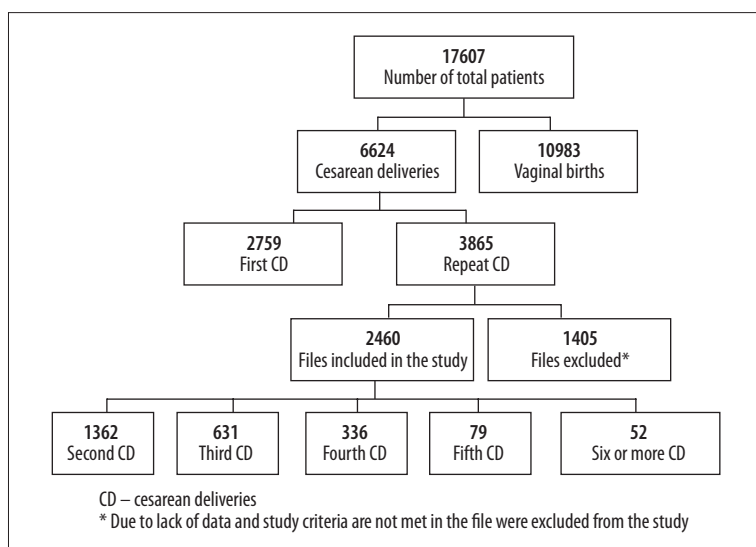 17607
Number of total patients
6624
Cesarean deliveries
10983
Vaginal births
2759
First CD
3865
Repeat CD
2460
Files included in the study
1405
Files excluded*
1362
Second CD
631
Third CD
336
Fourth CD
79
Fifth CD
52
Six or more CD
CD – cesarean deliveries
* Due to lack of data and study criteria are not met in the file were excluded from the study